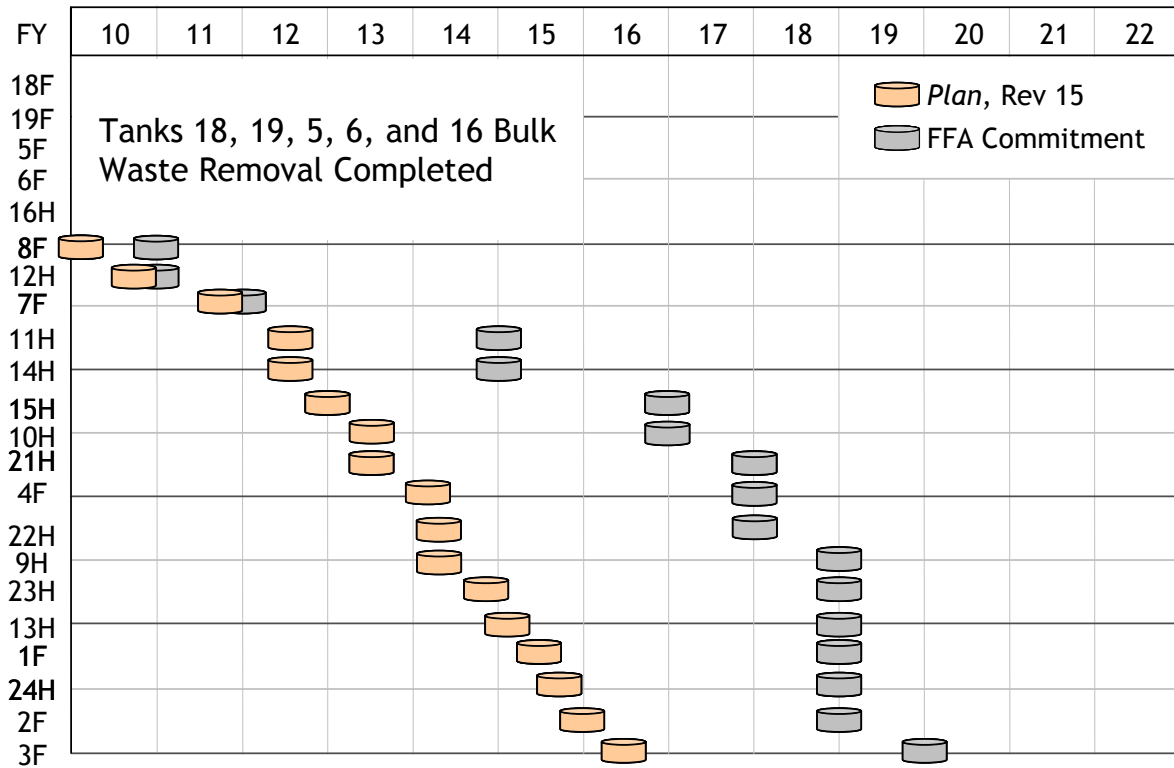 FY 10 11 12 13 14 15 16 17 18 19 20 21 22
18F
19F
5F
6F
16H
8F
12H
7F
11H
14H
15H
10H
21H
4F
22H
9H
23H
13H
1F
24H
2F
3F
Tanks 18, 19, 5, 6, and 16 Bulk
Waste Removal Completed
Plan, Rev 15
FFA Commitment